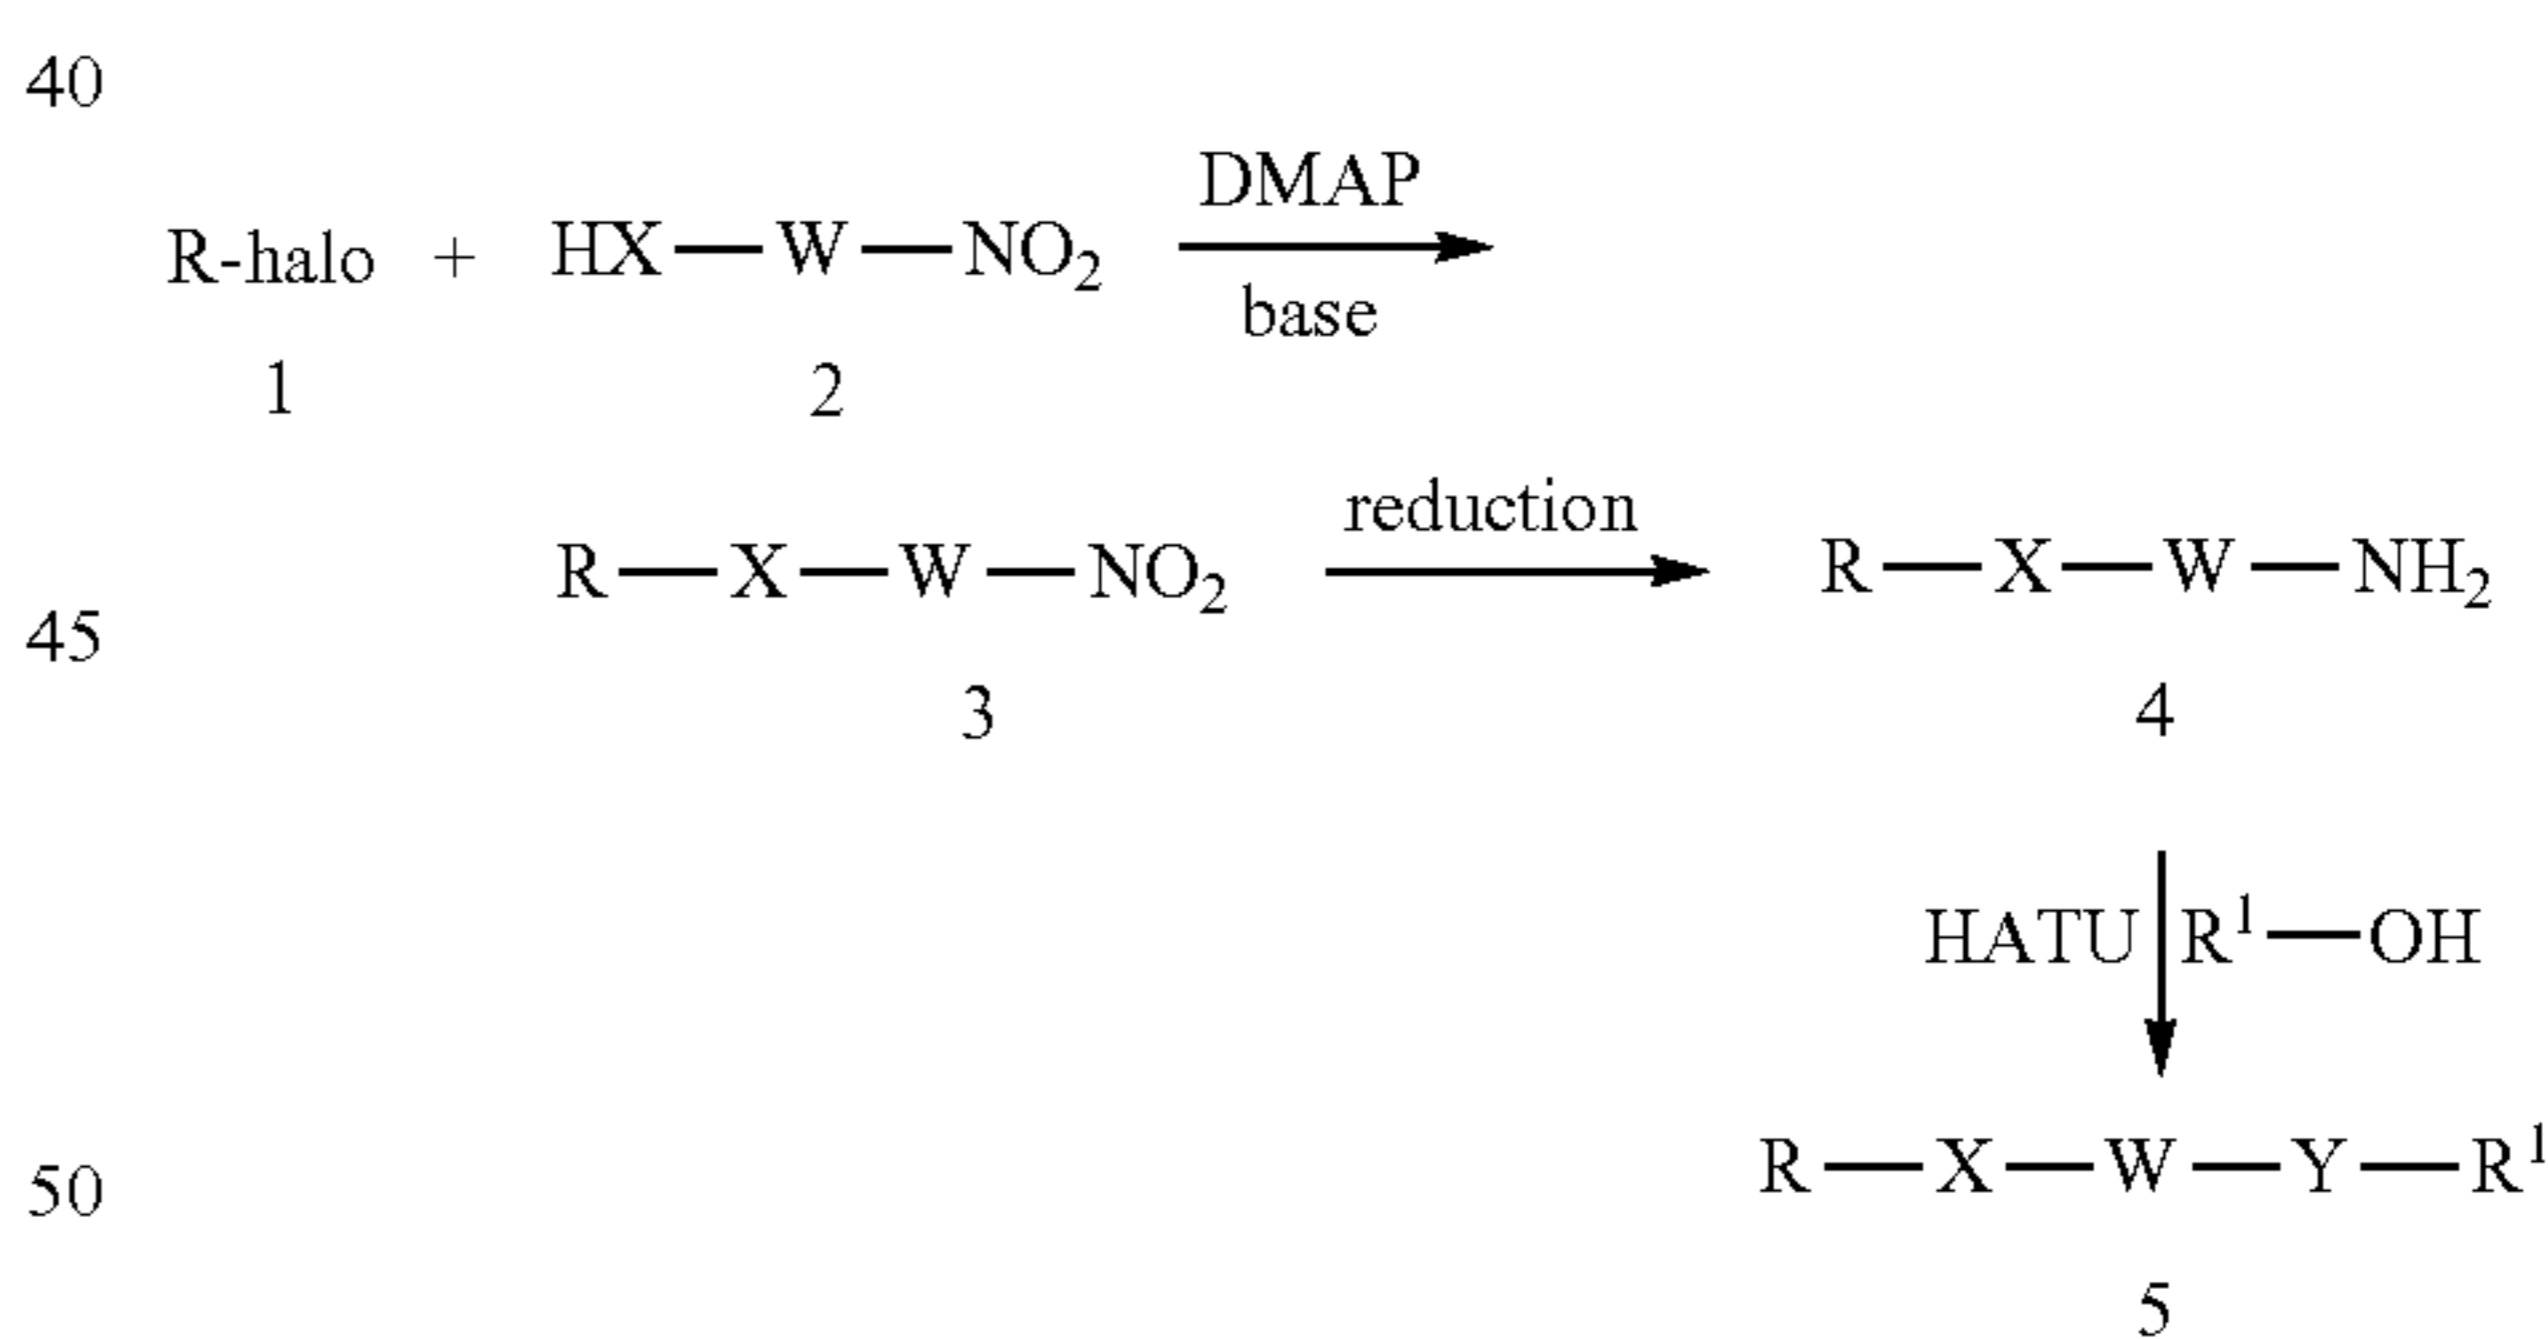 40
DMAP
R-halo + HX—W—NO₂
base
1 2
R—X—W—NO₂ reduction R—X—W—NH₂
45
3 4
HATU R¹—OH
50 R—X—W—Y—R¹
5